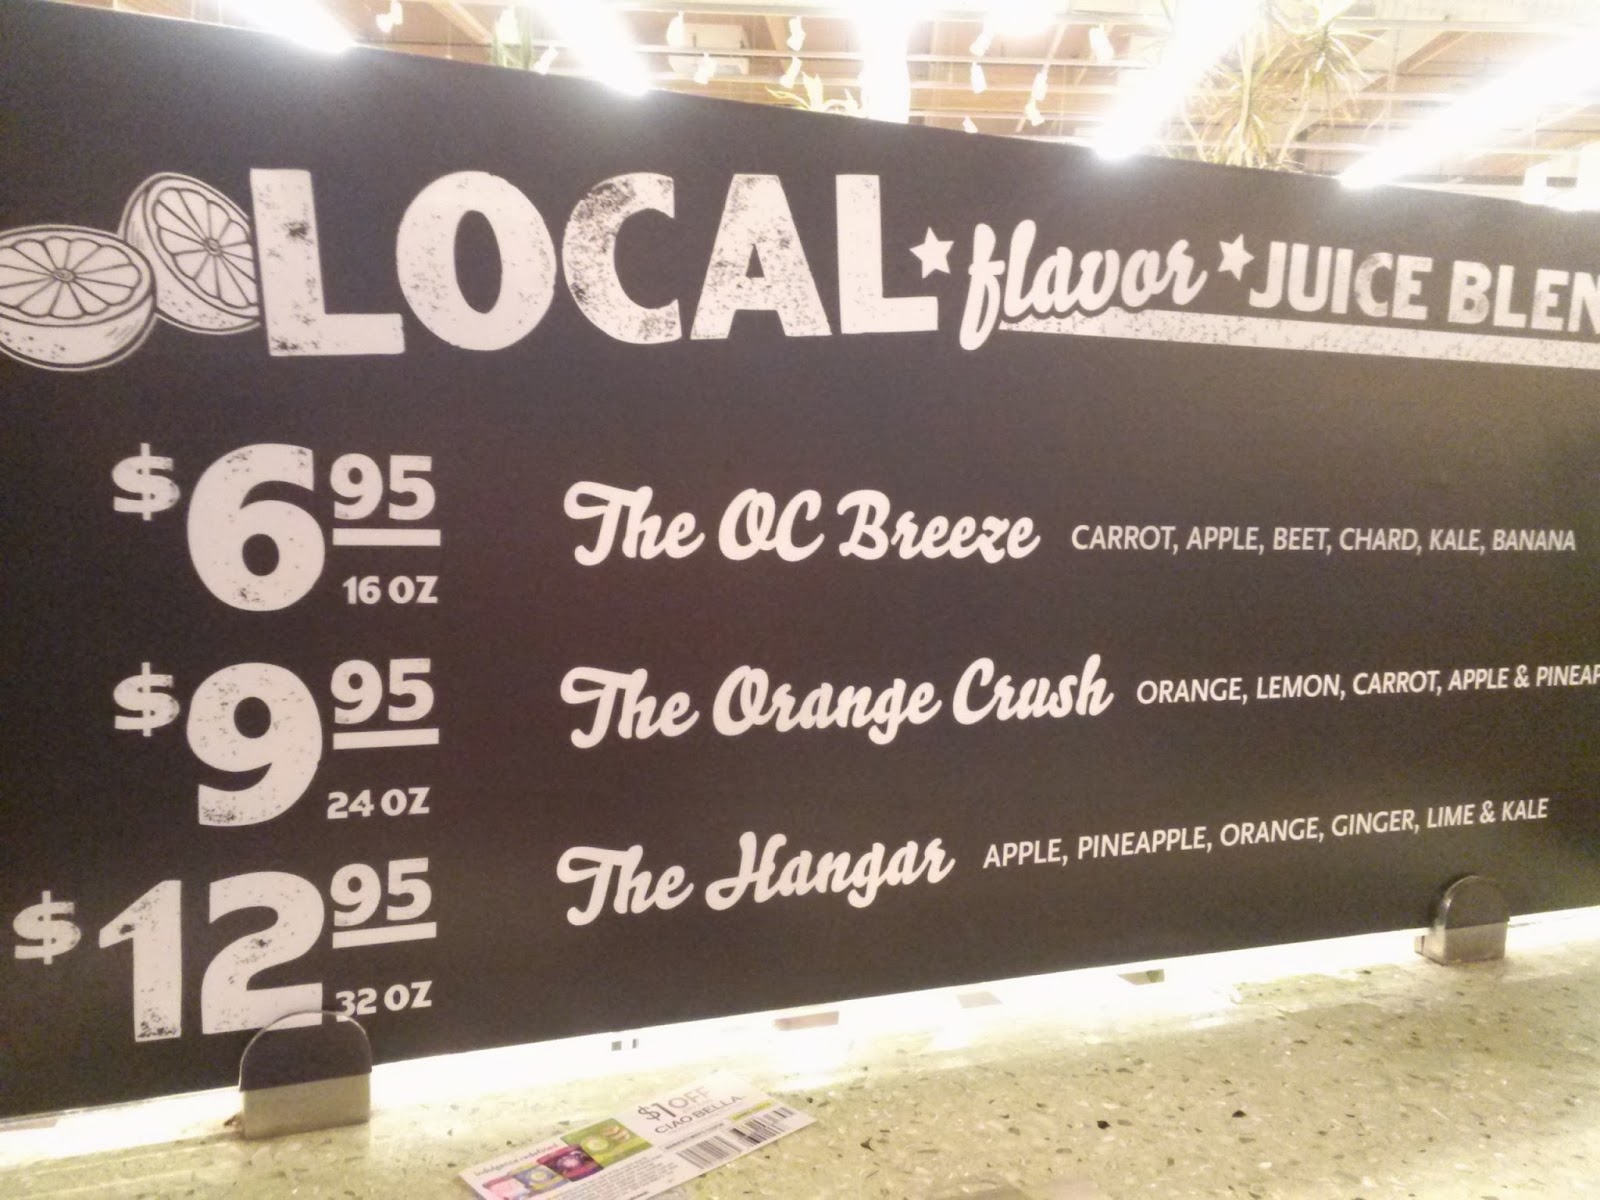 LOCAL flavor JUICE BLEN
$6.95
16 OZ
The OC Breeze CARROT, APPLE, BEET, CHARD, KALE, BANANA
$9.95
24 OZ
The Orange Crush ORANGE, LEMON, CARROT, APPLE & PINEAP
$12.95
32 OZ
The Hangar APPLE, PINEAPPLE, ORANGE, GINGER, LIME & KALE
$1 OFF
CIAO BELLA
indulgence redefined